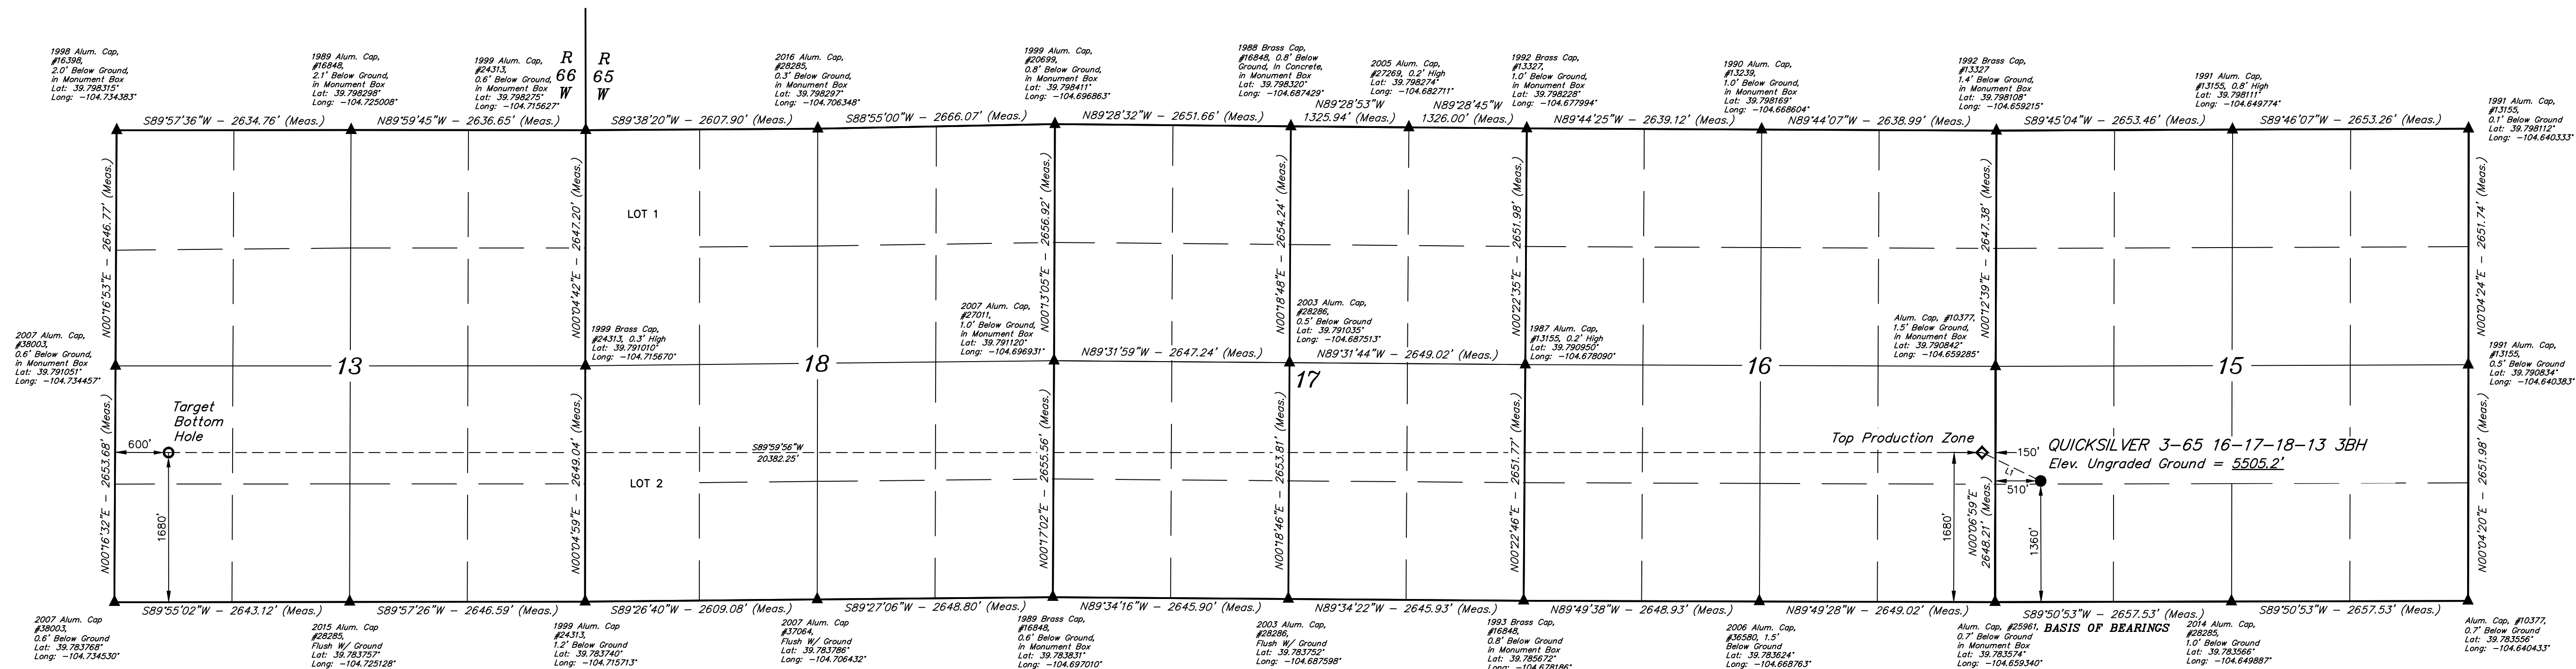 1998 Alum. Cap,
#16398,
2.0' Below Ground,
in Monument Box
Lat: 39.798315°
Long: -104.734383°
1989 Alum. Cap,
#16848,
2.1' Below Ground,
in Monument Box
Lat: 39.798298°
Long: -104.725008°
1999 Alum. Cap,
#24313,
0.6' Below Ground,
in Monument Box
Lat: 39.798275°
Long: -104.715627°
R
66
W
R
65
W
2016 Alum. Cap,
#28285,
0.3' Below Ground,
in Monument Box
Lat: 39.798297°
Long: -104.706348°
1999 Alum. Cap,
#20699,
0.8' Below Ground,
in Monument Box
Lat: 39.798411°
Long: -104.696863°
1988 Brass Cap,
#16848, 0.8' Below
Ground, In Concrete,
in Monument Box
Lat: 39.798320°
Long: -104.687429°
2005 Alum. Cap,
#27269, 0.2' High
Lat: 39.798274°
Long: -104.682711°
1992 Brass Cap,
#13327,
1.0' Below Ground,
in Monument Box
Lat: 39.798228°
Long: -104.677994°
1990 Alum. Cap,
#13239,
1.0' Below Ground,
in Monument Box
Lat: 39.798169°
Long: -104.668604°
1992 Brass Cap,
#13327
1.4' Below Ground,
in Monument Box
Lat: 39.798108°
Long: -104.659215°
1991 Alum. Cap,
#13155, 0.8' High
Lat: 39.798111°
Long: -104.649774°
1991 Alum. Cap,
#13155,
0.1' Below Ground
Lat: 39.798112°
Long: -104.640333°
S89°57'36"W - 2634.76' (Meas.)
N89°59'45"W - 2636.65' (Meas.)
S89°38'20"W - 2607.90' (Meas.)
S88°55'00"W - 2666.07' (Meas.)
N89°28'32"W - 2651.66' (Meas.)
N89°28'53"W
1325.94' (Meas.)
N89°28'45"W
1326.00' (Meas.)
N89°44'25"W - 2639.12' (Meas.)
N89°44'07"W - 2638.99' (Meas.)
S89°45'04"W - 2653.46' (Meas.)
S89°46'07"W - 2653.26' (Meas.)
N00°16'53"E - 2646.77' (Meas.)
N00°04'42"E - 2647.20' (Meas.)
LOT 1
N00°13'05"E - 2656.92' (Meas.)
N00°18'48"E - 2654.24' (Meas.)
N00°22'35"E - 2651.98' (Meas.)
N00°12'39"E - 2647.38' (Meas.)
N00°04'24"E - 2651.74' (Meas.)
2007 Alum. Cap,
#38003,
0.6' Below Ground,
in Monument Box
Lat: 39.791051°
Long: -104.734457°
1999 Brass Cap,
#24313, 0.3' High
Lat: 39.791010°
Long: -104.715670°
2007 Alum. Cap,
#27011,
1.0' Below Ground,
in Monument Box
Lat: 39.791120°
Long: -104.696931°
2003 Alum. Cap,
#28286,
0.5' Below Ground
Lat: 39.791035°
Long: -104.687513°
1987 Alum. Cap,
#13155, 0.2' High
Lat: 39.790950°
Long: -104.678090°
Alum. Cap, #10377,
1.5' Below Ground,
in Monument Box
Lat: 39.790842°
Long: -104.659285°
1991 Alum. Cap,
#13155,
0.5' Below Ground
Lat: 39.790834°
Long: -104.640383°
N89°31'59"W - 2647.24' (Meas.)
N89°31'44"W - 2649.02' (Meas.)
13
18
17
16
15
Target
Bottom
Hole
600'
1680'
S89°59'56"W
20382.25'
LOT 2
Top Production Zone
150'
QUICKSILVER 3-65 16-17-18-13 3BH
Elev. Ungraded Ground = 5505.2'
L1
510'
1680'
1360'
N00°16'32"E - 2653.68' (Meas.)
N00°04'59"E - 2649.04' (Meas.)
N00°17'02"E - 2655.56' (Meas.)
N00°18'46"E - 2653.81' (Meas.)
N00°22'46"E - 2651.77' (Meas.)
N00°06'59"E
2648.21' (Meas.)
N00°04'20"E - 2651.98' (Meas.)
S89°55'02"W - 2643.12' (Meas.)
S89°57'26"W - 2646.59' (Meas.)
S89°26'40"W - 2609.08' (Meas.)
S89°27'06"W - 2648.80' (Meas.)
N89°34'16"W - 2645.90' (Meas.)
N89°34'22"W - 2645.93' (Meas.)
N89°49'38"W - 2648.93' (Meas.)
N89°49'28"W - 2649.02' (Meas.)
S89°50'53"W - 2657.53' (Meas.)
S89°50'53"W - 2657.53' (Meas.)
BASIS OF BEARINGS
2007 Alum. Cap
#38003,
0.6' Below Ground
Lat: 39.783768°
Long: -104.734530°
2015 Alum. Cap
#28285,
Flush W/ Ground
Lat: 39.783757°
Long: -104.725128°
1999 Alum. Cap
#24313,
1.2' Below Ground
Lat: 39.783740°
Long: -104.715713°
2007 Alum. Cap
#37064,
Flush W/ Ground
Lat: 39.783786°
Long: -104.706432°
1989 Brass Cap,
#16848,
0.6' Below Ground,
in Monument Box
Lat: 39.783831°
Long: -104.697010°
2003 Alum. Cap,
#28286,
Flush W/ Ground
Lat: 39.783752°
Long: -104.687598°
1993 Brass Cap,
#16848,
0.8' Below Ground
in Monument Box
Lat: 39.785672°
Long: -104.678186°
2006 Alum. Cap,
#36580, 1.5'
Below Ground
Lat: 39.783624°
Long: -104.668763°
Alum. Cap, #25961,
0.7' Below Ground
in Monument Box
Lat: 39.783574°
Long: -104.659340°
2014 Alum. Cap,
#28285,
1.0' Below Ground
Lat: 39.783566°
Long: -104.649887°
Alum. Cap, #10377,
0.7' Below Ground
Lat: 39.783556°
Long: -104.640433°